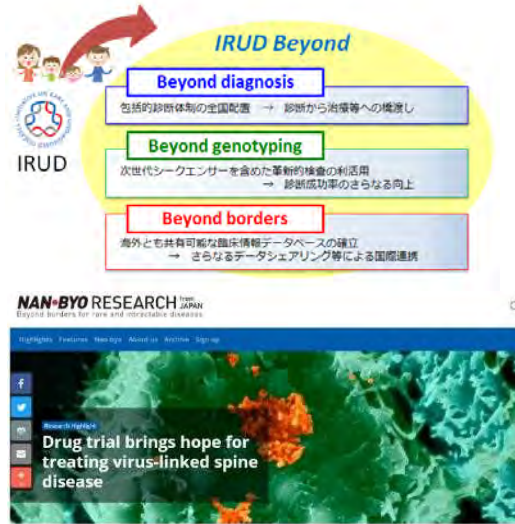 IRUD Beyond
Beyond diagnosis
包括的診断体制の全国配置 → 診断から治療等への橋渡し
IRUD
Beyond genotyping
次世代シークエンサーを含めた革新的検査の利活用
→ 診断成功率のさらなる向上
Beyond borders
海外とも共有可能な臨床情報データベースの確立
→ さらなるデータシェアリング等による国際連携
NAN•BYO RESEARCH from JAPAN
Beyond borders for rare and intractable diseases
Highlights Features Nan-byo About us Archive Sign up
Research Highlight
Drug trial brings hope for
treating virus-linked spine
disease